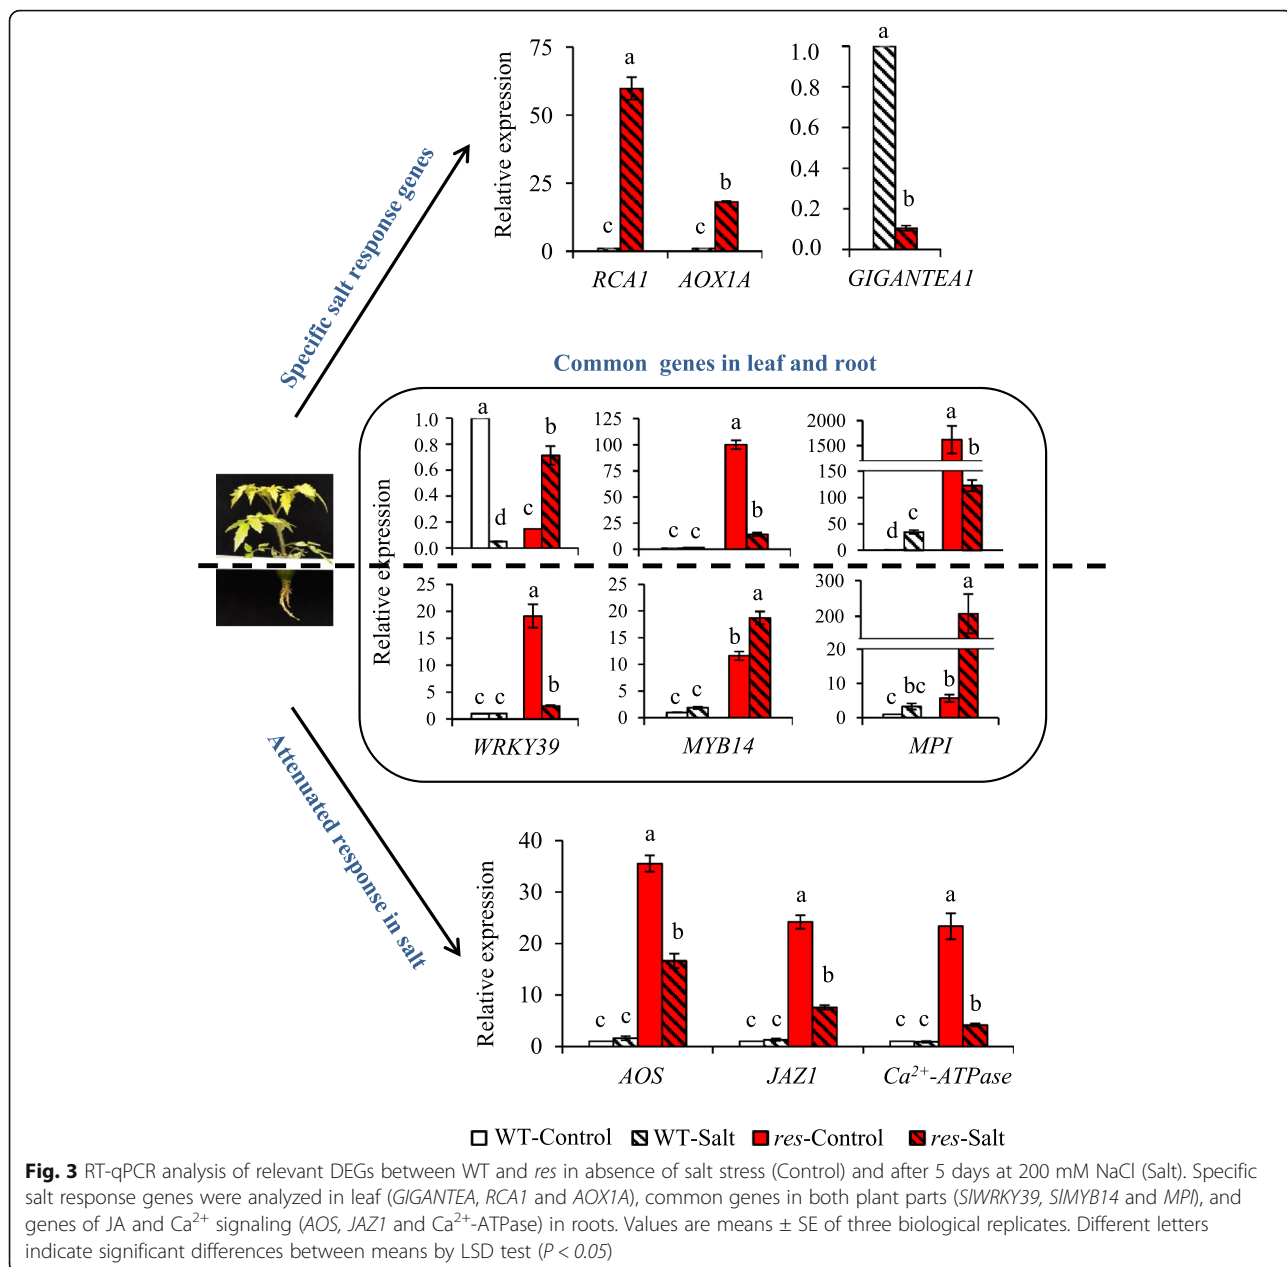 75
50
25
0
Relative expression
a
c
b
c
RCA1 AOX1A
1.0
0.8
0.6
0.4
0.2
0.0
a
b
GIGANTEA1
Specific salt response genes
Common genes in leaf and root
Relative expression
1.0
0.8
0.6
0.4
0.2
0.0
a
d
c
b
125
100
75
50
25
0
c c
a
b
2000
1500
150
100
50
0
d
c
a
b
25
20
15
10
5
0
c c
a
b
WRKY39
25
20
15
10
5
0
c c
b
a
MYB14
300
200
20
10
0
c bc
b
a
MPI
Attenuated response in salt
Relative expression
40
30
20
10
0
c c a b
c c a b
c c a b
AOS JAZ1 Ca²⁺-ATPase
WT-Control WT-Salt res-Control res-Salt
Fig. 3 RT-qPCR analysis of relevant DEGs between WT and res in absence of salt stress (Control) and after 5 days at 200 mM NaCl (Salt). Specific
salt response genes were analyzed in leaf (GIGANTEA, RCA1 and AOX1A), common genes in both plant parts (SlWRKY39, SlMYB14 and MPI), and
genes of JA and Ca²⁺ signaling (AOS, JAZ1 and Ca²⁺-ATPase) in roots. Values are means ± SE of three biological replicates. Different letters
indicate significant differences between means by LSD test (P < 0.05)